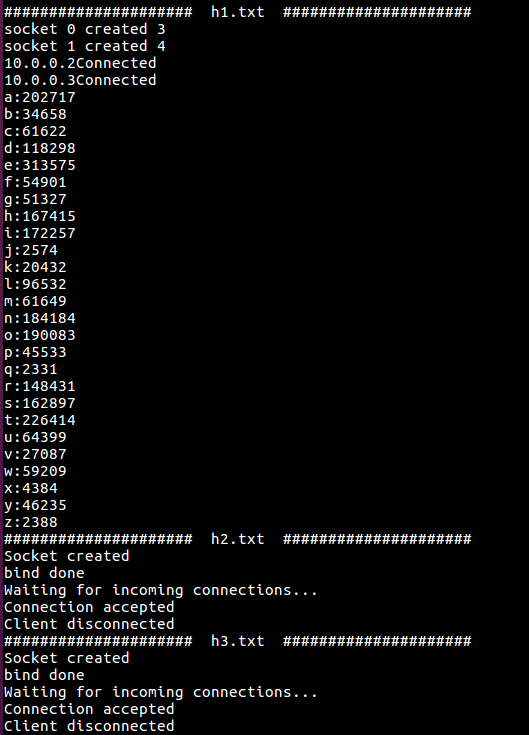 #####################  h1.txt  #####################
socket 0 created 3
socket 1 created 4
10.0.0.2Connected
10.0.0.3Connected
a:202717
b:34658
c:61622
d:118298
e:313575
f:54901
g:51327
h:167415
i:172257
j:2574
k:20432
l:96532
m:61649
n:184184
o:190083
p:45533
q:2331
r:148431
s:162897
t:226414
u:64399
v:27087
w:59209
x:4384
y:46235
z:2388
#####################  h2.txt  #####################
Socket created
bind done
Waiting for incoming connections...
Connection accepted
Client disconnected
#####################  h3.txt  #####################
Socket created
bind done
Waiting for incoming connections...
Connection accepted
Client disconnected